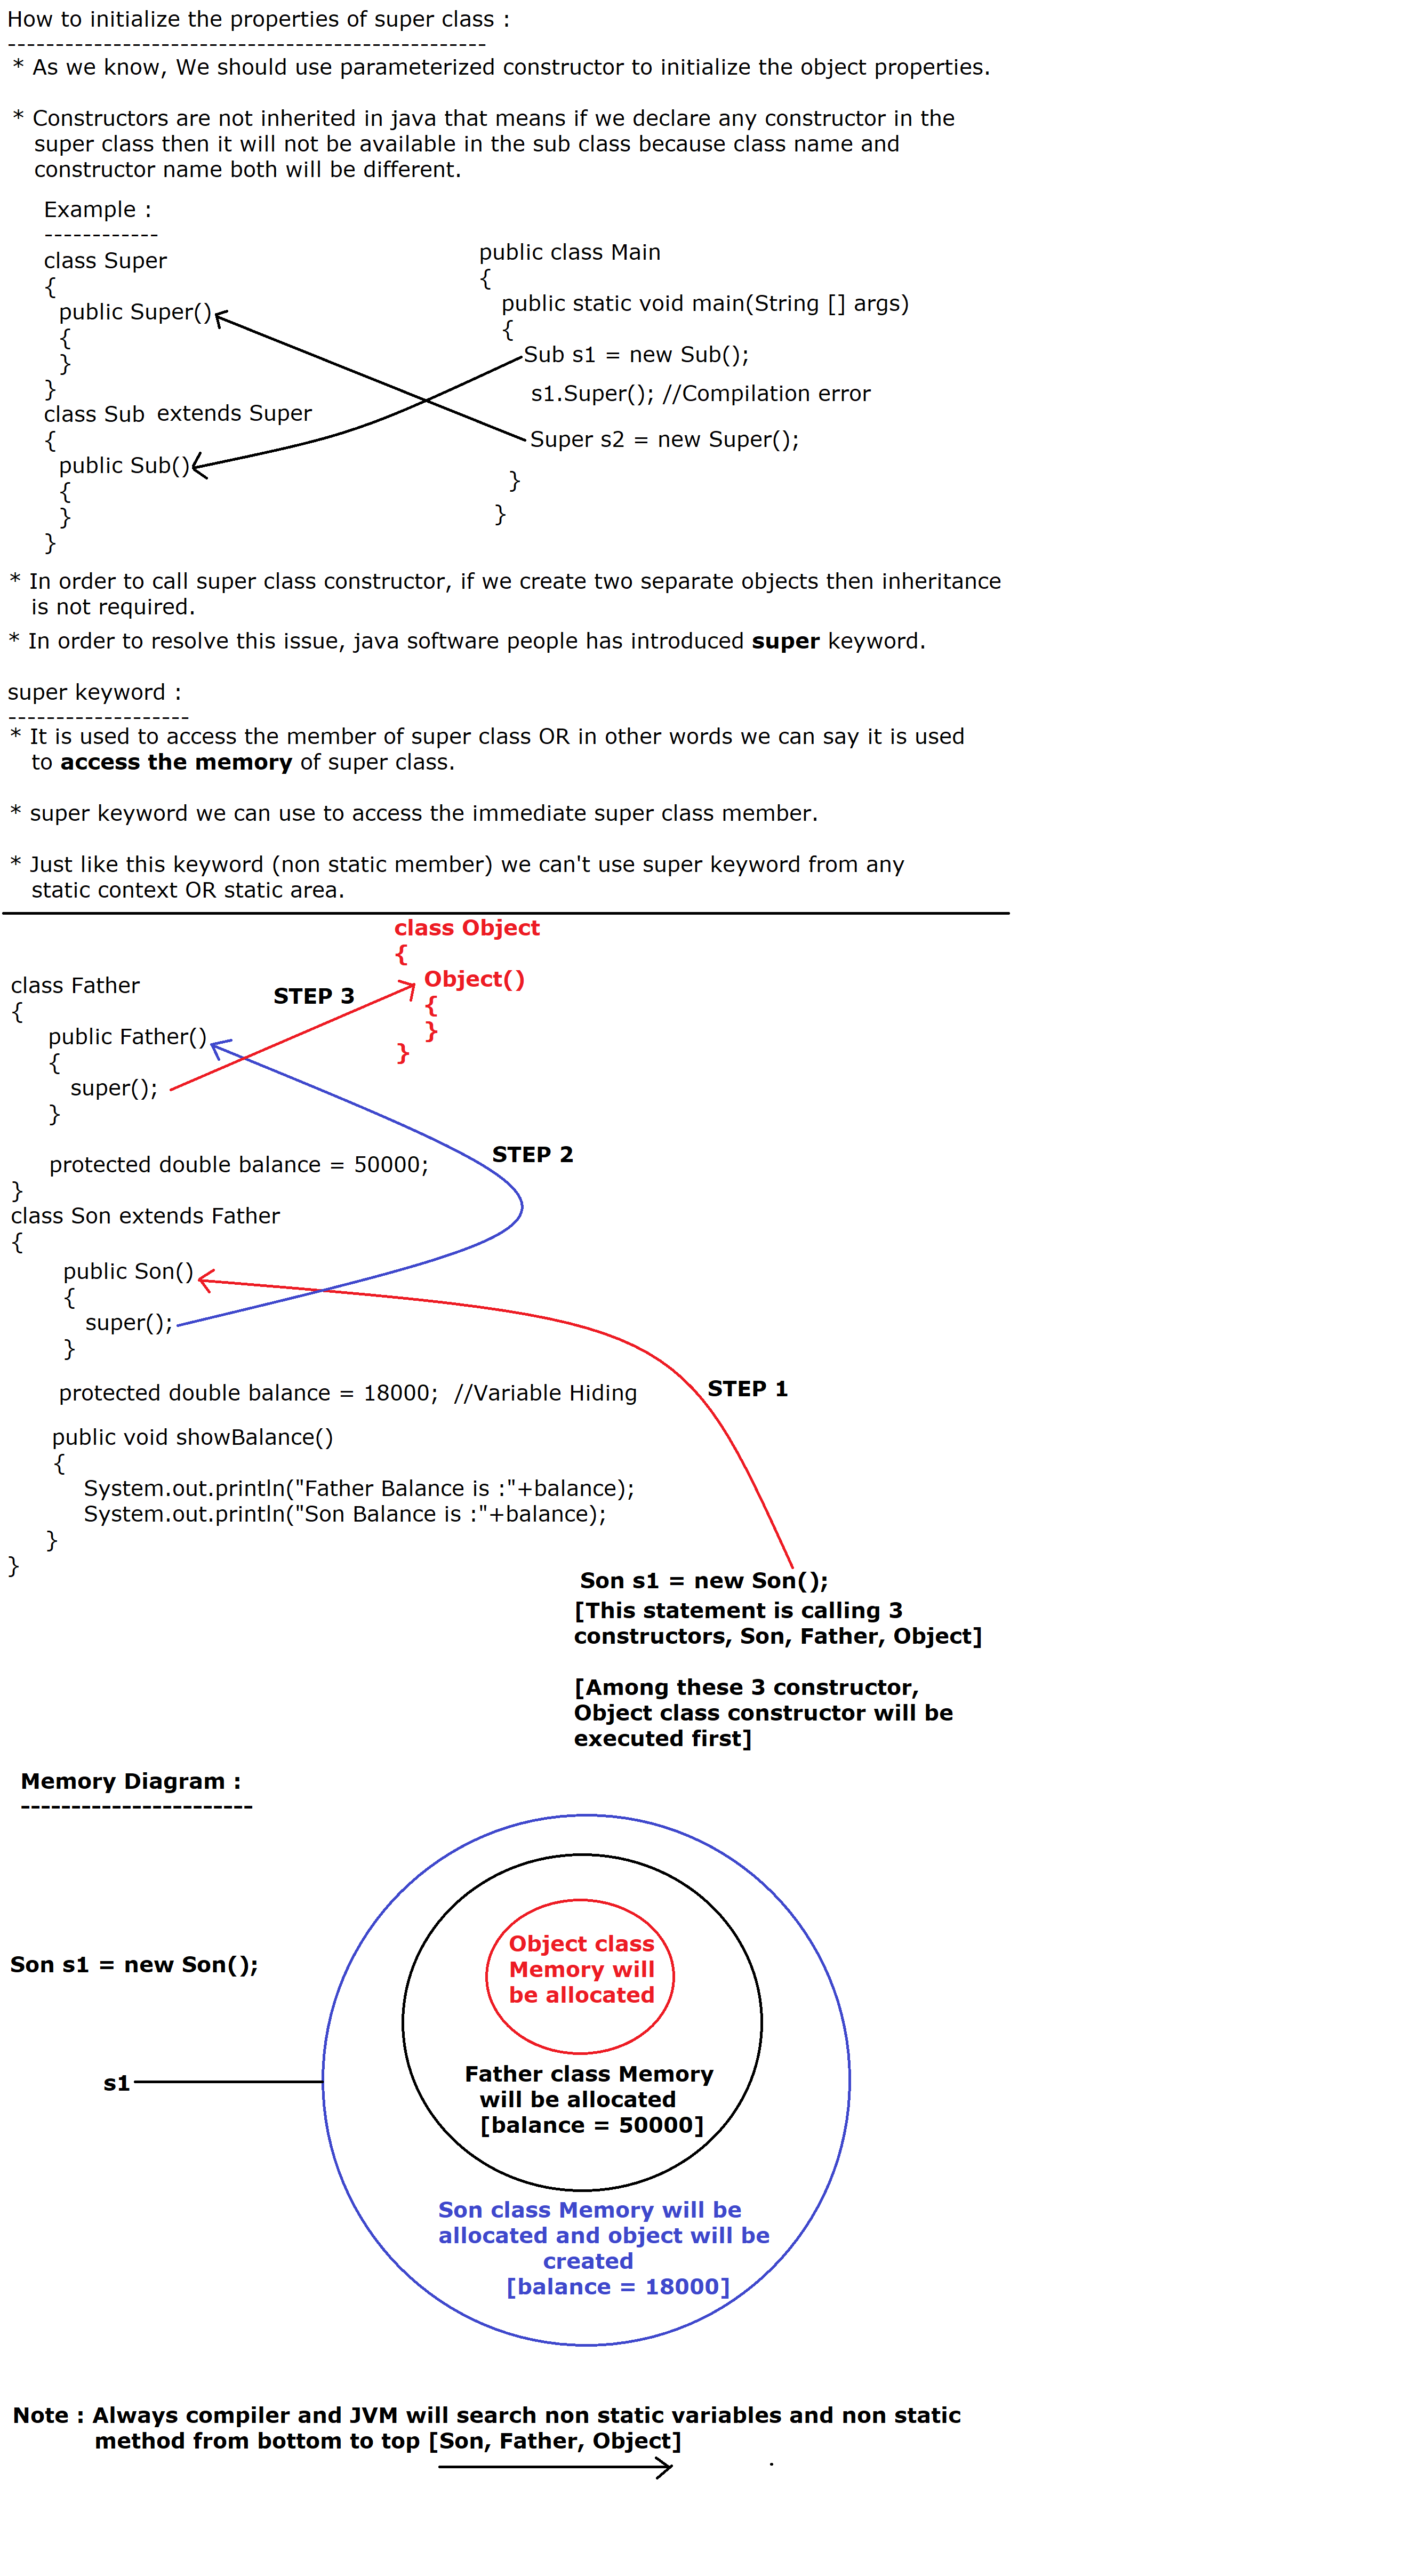 How to initialize the properties of super class :
--------------------------------------------------
* As we know, We should use parameterized constructor to initialize the object properties.
* Constructors are not inherited in java that means if we declare any constructor in the
super class then it will not be available in the sub class because class name and
constructor name both will be different.
Example :
------------
class Super
{
public Super()
{
}
}
class Sub extends Super
{
public Sub()
{
}
}
public class Main
{
public static void main(String [] args)
{
Sub s1 = new Sub();
s1.Super(); //Compilation error
Super s2 = new Super();
}
}
* In order to call super class constructor, if we create two separate objects then inheritance
is not required.
* In order to resolve this issue, java software people has introduced super keyword.
super keyword :
-------------------
* It is used to access the member of super class OR in other words we can say it is used
to access the memory of super class.
* super keyword we can use to access the immediate super class member.
* Just like this keyword (non static member) we can't use super keyword from any
static context OR static area.
class Object
{
Object()
{
}
}
STEP 3
class Father
{
public Father()
{
super();
}
STEP 2
protected double balance = 50000;
}
class Son extends Father
{
public Son()
{
super();
}
STEP 1
protected double balance = 18000; //Variable Hiding
public void showBalance()
{
System.out.println("Father Balance is :"+balance);
System.out.println("Son Balance is :"+balance);
}
}
Son s1 = new Son();
[This statement is calling 3
constructors, Son, Father, Object]
[Among these 3 constructor,
Object class constructor will be
executed first]
Memory Diagram :
-----------------------
Object class
Memory will
be allocated
Son s1 = new Son();
s1
Father class Memory
will be allocated
[balance = 50000]
Son class Memory will be
allocated and object will be
created
[balance = 18000]
Note : Always compiler and JVM will search non static variables and non static
method from bottom to top [Son, Father, Object]